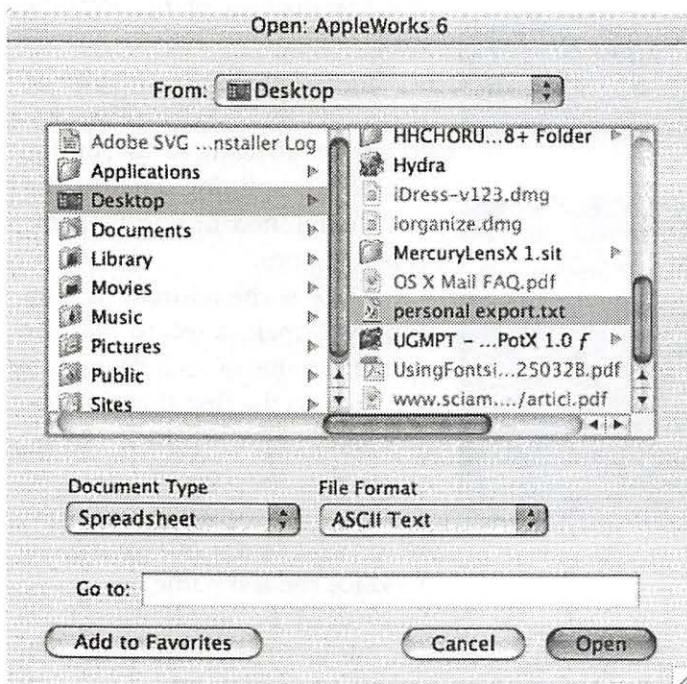 Open: AppleWorks 6
From: Desktop
Adobe SVG ...nstaller Log
Applications
Desktop
Documents
Library
Movies
Music
Pictures
Public
Sites
HHCHORU...8+ Folder
Hydra
iDress-v123.dmg
iorganize.dmg
MercuryLensX 1.sit
OS X Mail FAQ.pdf
personal export.txt
UGMPT – ...PotX 1.0 ƒ
UsingFontsi...25032B.pdf
www.sciam..../articl.pdf
Document Type
File Format
Spreadsheet
ASCII Text
Go to:
Add to Favorites
Cancel
Open